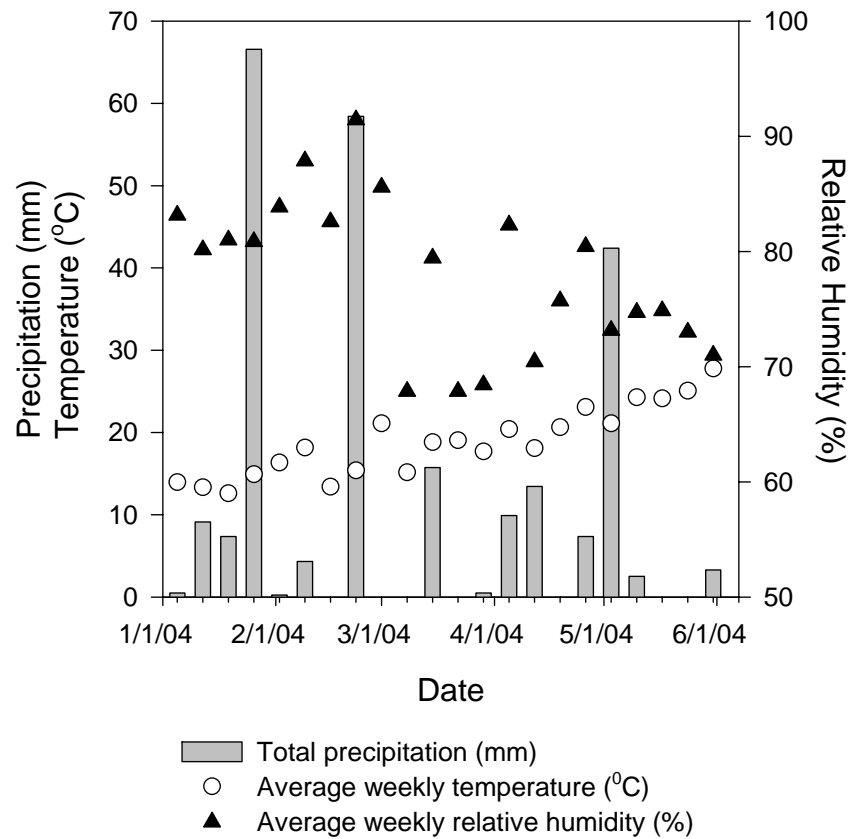 70
60
50
40
30
20
10
0
Precipitation (mm)
Temperature (°C)
100
90
80
70
60
50
Relative Humidity (%)
1/1/04 2/1/04 3/1/04 4/1/04 5/1/04 6/1/04
Date
Total precipitation (mm)
Average weekly temperature (⁰C)
Average weekly relative humidity (%)